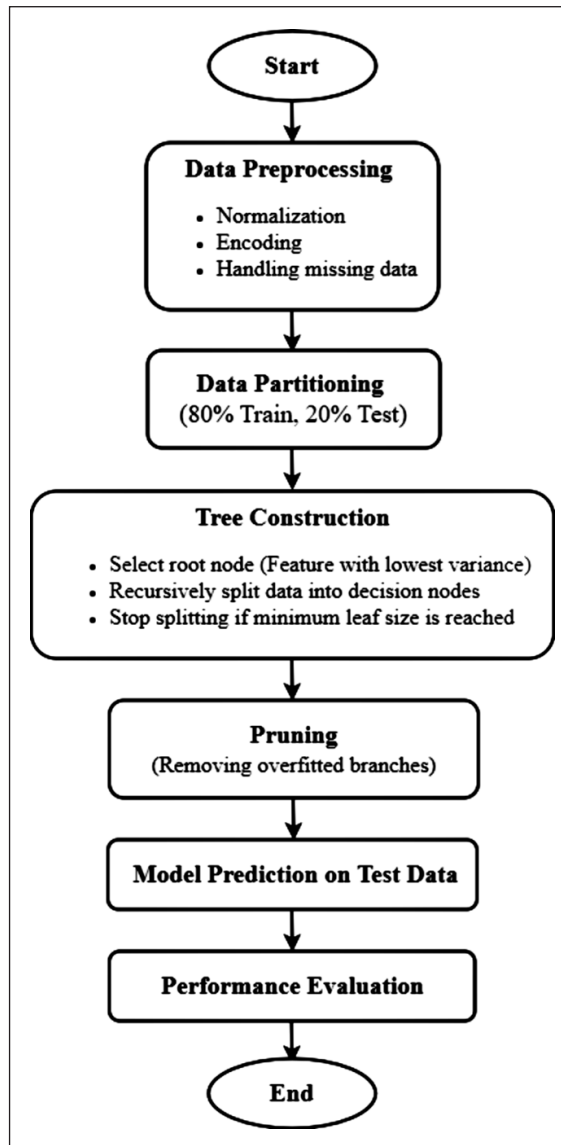 Start
Data Preprocessing
• Normalization
• Encoding
• Handling missing data
Data Partitioning
(80% Train, 20% Test)
Tree Construction
• Select root node (Feature with lowest variance)
• Recursively split data into decision nodes
• Stop splitting if minimum leaf size is reached
Pruning
(Removing overfitted branches)
Model Prediction on Test Data
Performance Evaluation
End